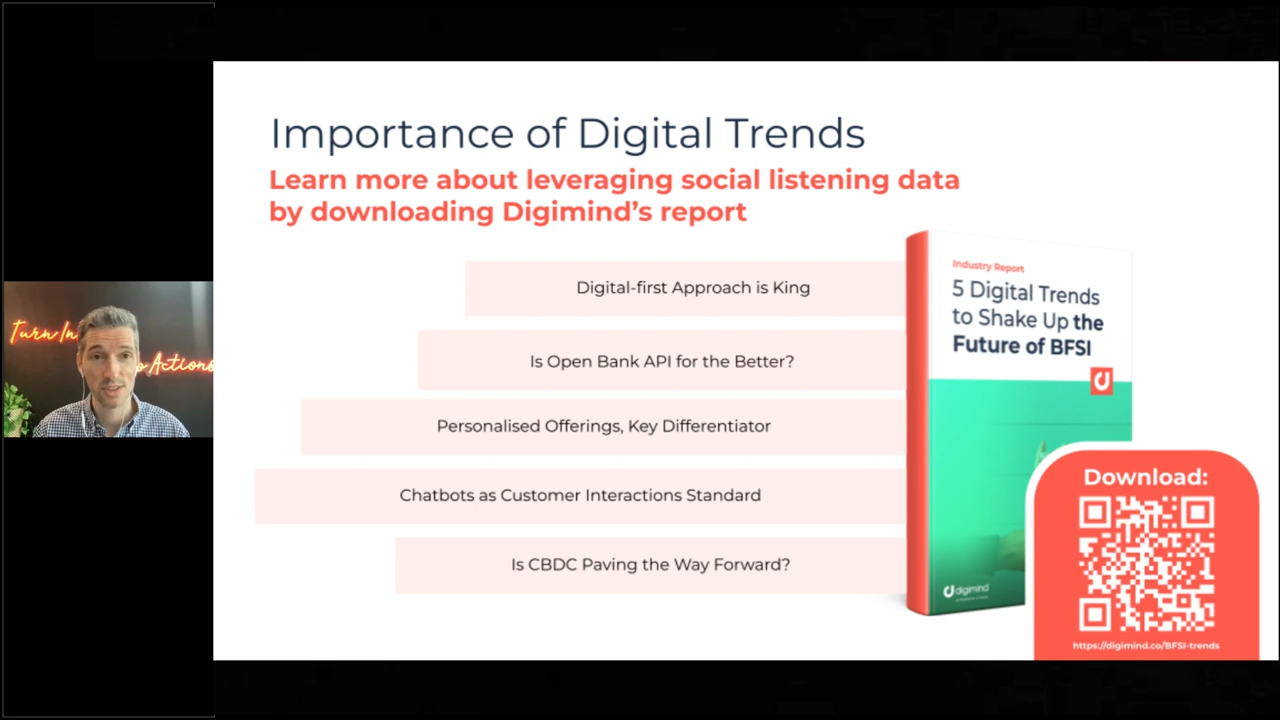 Importance of Digital Trends
Learn more about leveraging social listening data
by downloading Digimind's report
Digital-first Approach is King
Is Open Bank API for the Better?
Personalised Offerings, Key Differentiator
Chatbots as Customer Interactions Standard
Is CBDC Paving the Way Forward?
Industry Report
5 Digital Trends
to Shake Up the
Future of BFSI
digimind
Download:
https://digimind.co/BFSI-trends
Turn In
Actions